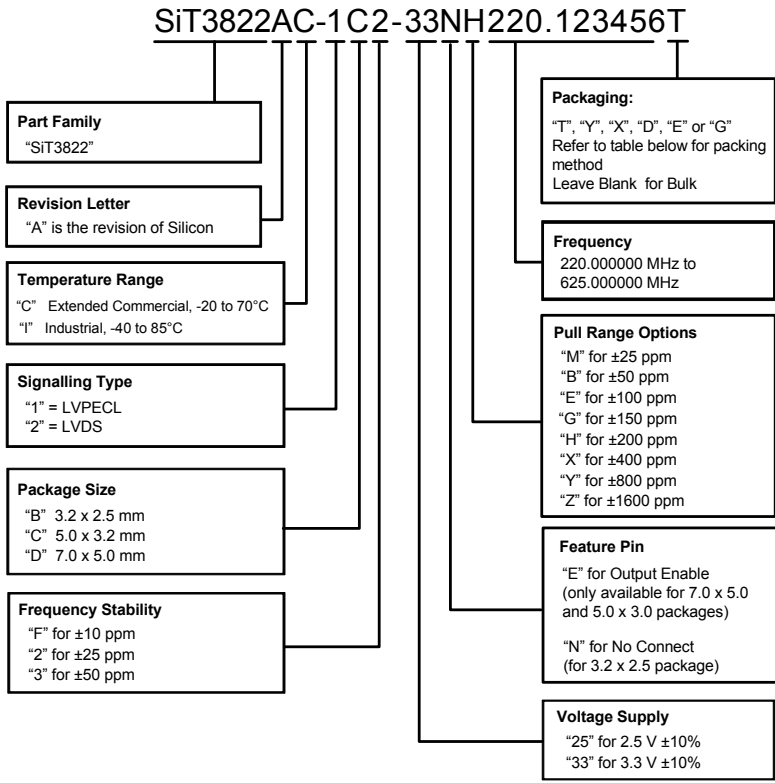 SiT3822AC-1C2-33NH220.123456T
Part Family
“SiT3822”
Revision Letter
“A” is the revision of Silicon
Temperature Range
“C” Extended Commercial, -20 to 70°C
“I” Industrial, -40 to 85°C
Signalling Type
“1” = LVPECL
“2” = LVDS
Package Size
“B” 3.2 x 2.5 mm
“C” 5.0 x 3.2 mm
“D” 7.0 x 5.0 mm
Frequency Stability
“F” for ±10 ppm
“2” for ±25 ppm
“3” for ±50 ppm
Packaging:
“T”, “Y”, “X”, “D”, “E” or “G”
Refer to table below for packing
method
Leave Blank for Bulk
Frequency
220.000000 MHz to
625.000000 MHz
Pull Range Options
“M” for ±25 ppm
“B” for ±50 ppm
“E” for ±100 ppm
“G” for ±150 ppm
“H” for ±200 ppm
“X” for ±400 ppm
“Y” for ±800 ppm
“Z” for ±1600 ppm
Feature Pin
“E” for Output Enable
(only available for 7.0 x 5.0
and 5.0 x 3.0 packages)
“N” for No Connect
(for 3.2 x 2.5 package)
Voltage Supply
“25” for 2.5 V ±10%
“33” for 3.3 V ±10%